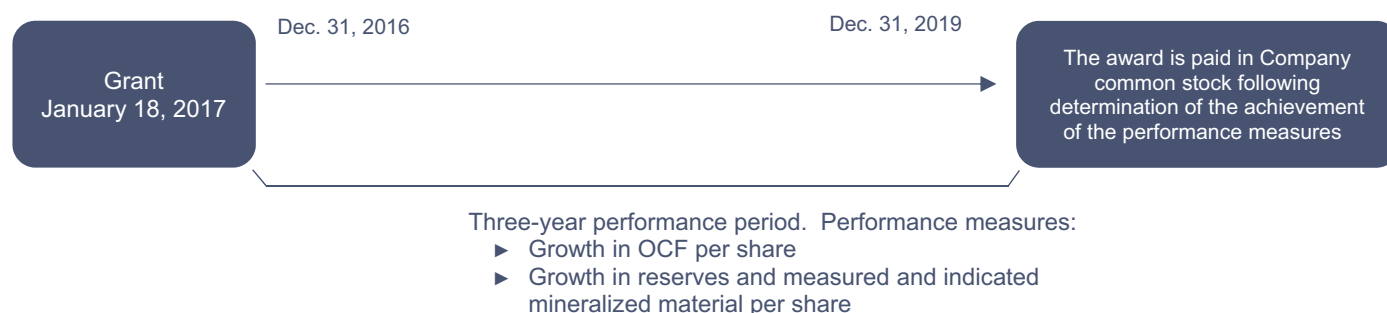 Dec. 31, 2016
Dec. 31, 2019
Grant
January 18, 2017
The award is paid in Company
common stock following
determination of the achievement
of the performance measures
Three-year performance period.  Performance measures:
► Growth in OCF per share
► Growth in reserves and measured and indicated
mineralized material per share